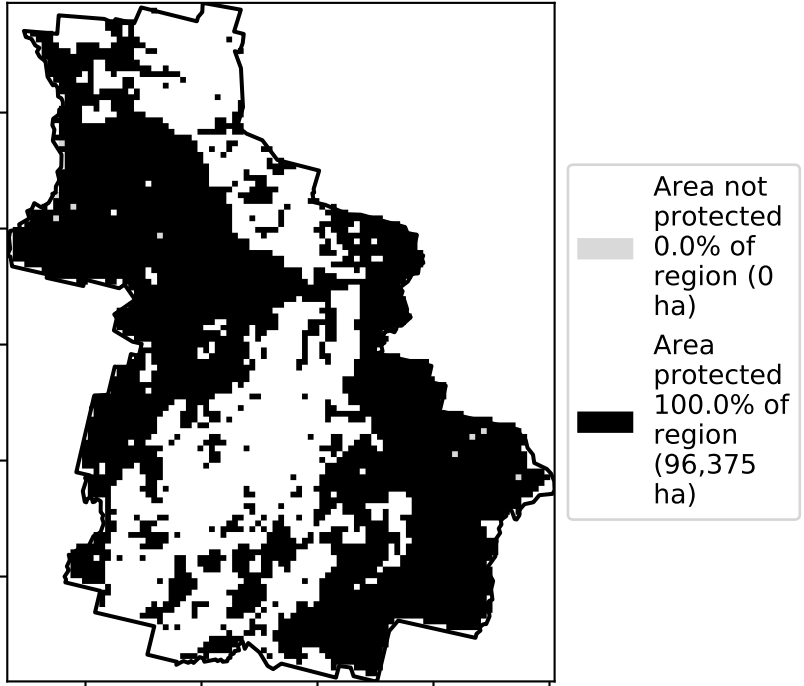 Area not
protected
0.0% of
region (0
ha)
Area
protected
100.0% of
region
(96,375
ha)